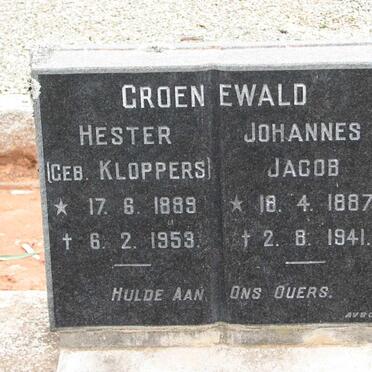 GROENEWALD
HESTER
(GEB. KLOPPERS)
★ 17. 6. 1889
† 6. 2. 1953.
JOHANNES
JACOB
★ 18. 4. 1887
† 2. 8. 1941.
HULDE AAN ONS OUERS.